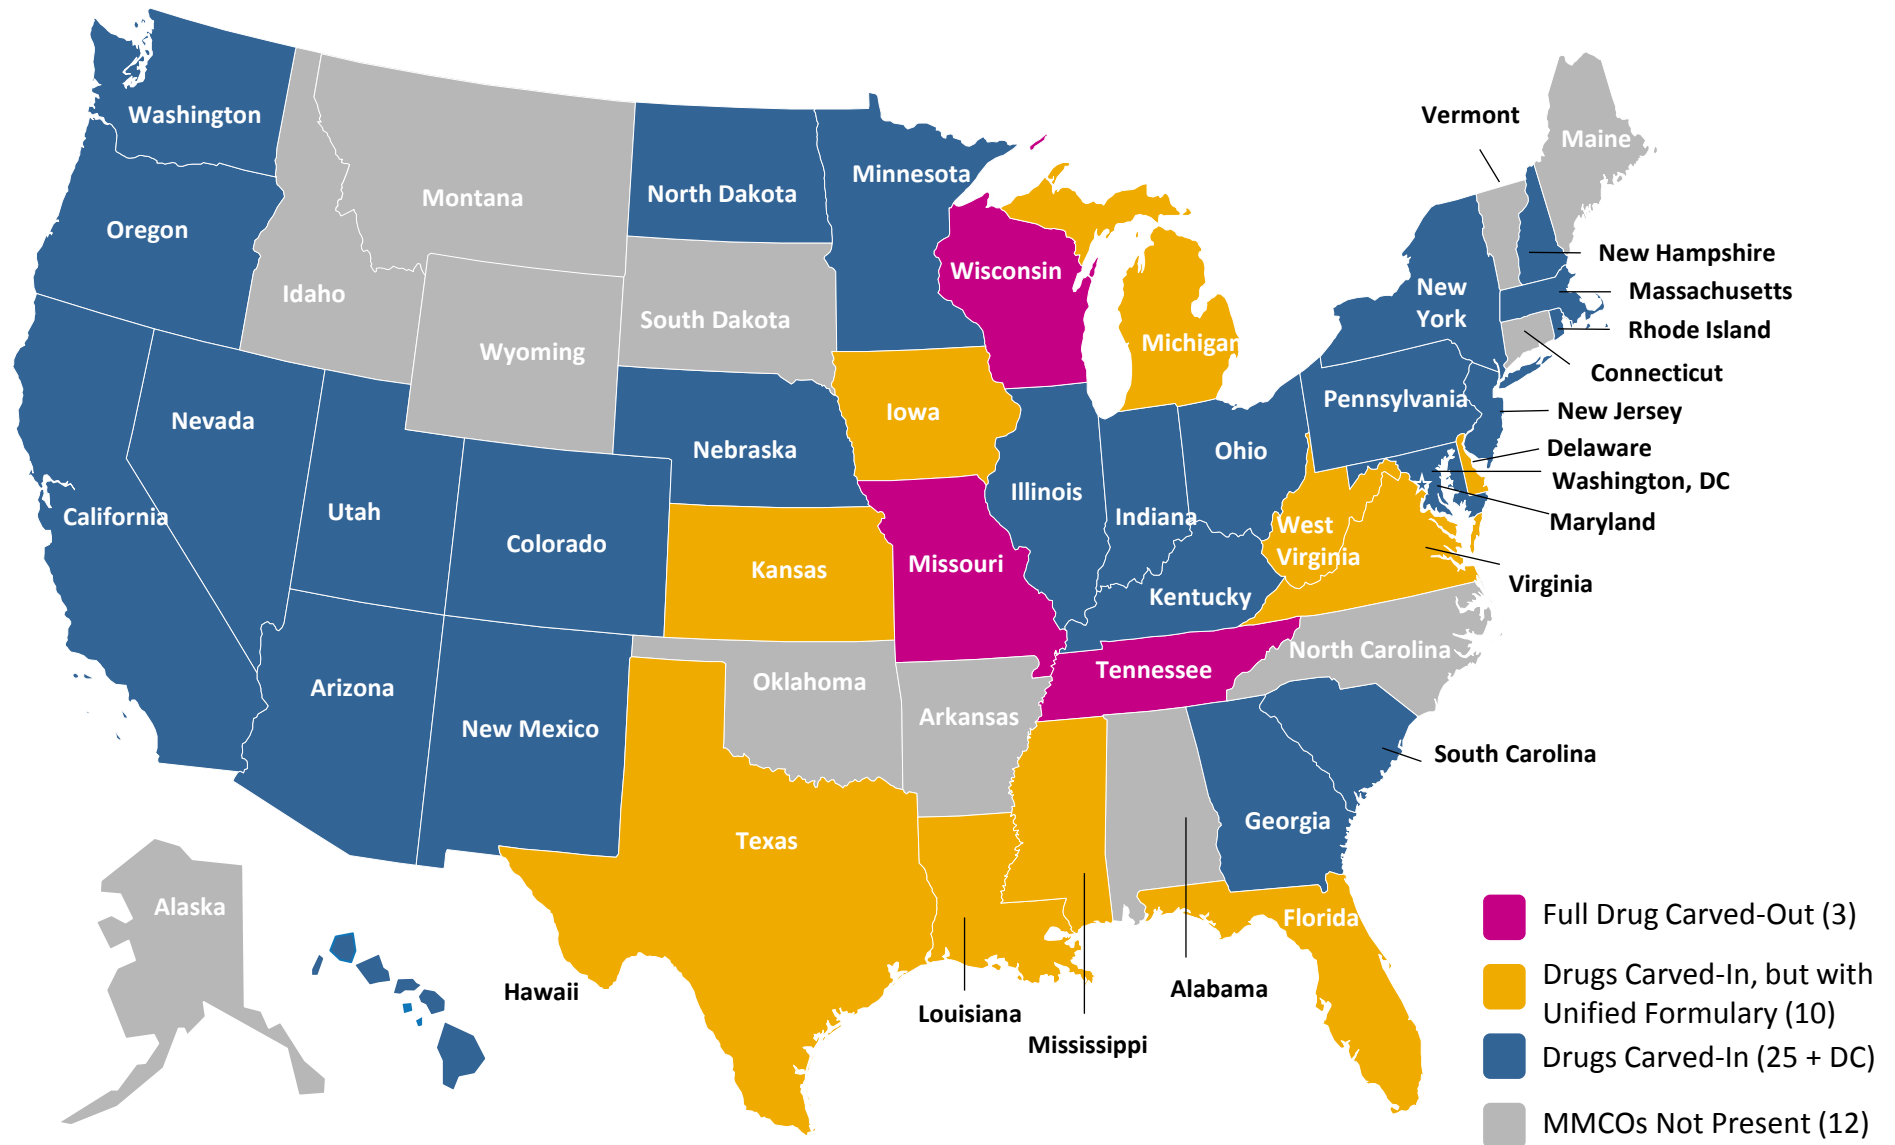 Vermont
Maine
Washington
Minnesota
North Dakota
Montana
Oregon
New Hampshire
Wisconsin
Massachusetts
Idaho
New
York
South Dakota
Rhode Island
Michigan
Wyoming
Connecticut
Pennsylvania
New Jersey
Iowa
Nevada
Delaware
Nebraska
Ohio
Washington, DC
Illinois
Utah
California
Indiana
Maryland
West
Virginia
Colorado
Missouri
Kansas
Virginia
Kentucky
North Carolina
Tennessee
Oklahoma
Arizona
Arkansas
New Mexico
South Carolina
Georgia
Texas
Alaska
Florida
Full Drug Carved-Out (3)
Drugs Carved-In, but with
Unified Formulary (10)
Hawaii
Alabama
Louisiana
Mississippi
Drugs Carved-In (25 + DC)
MMCOs Not Present (12)